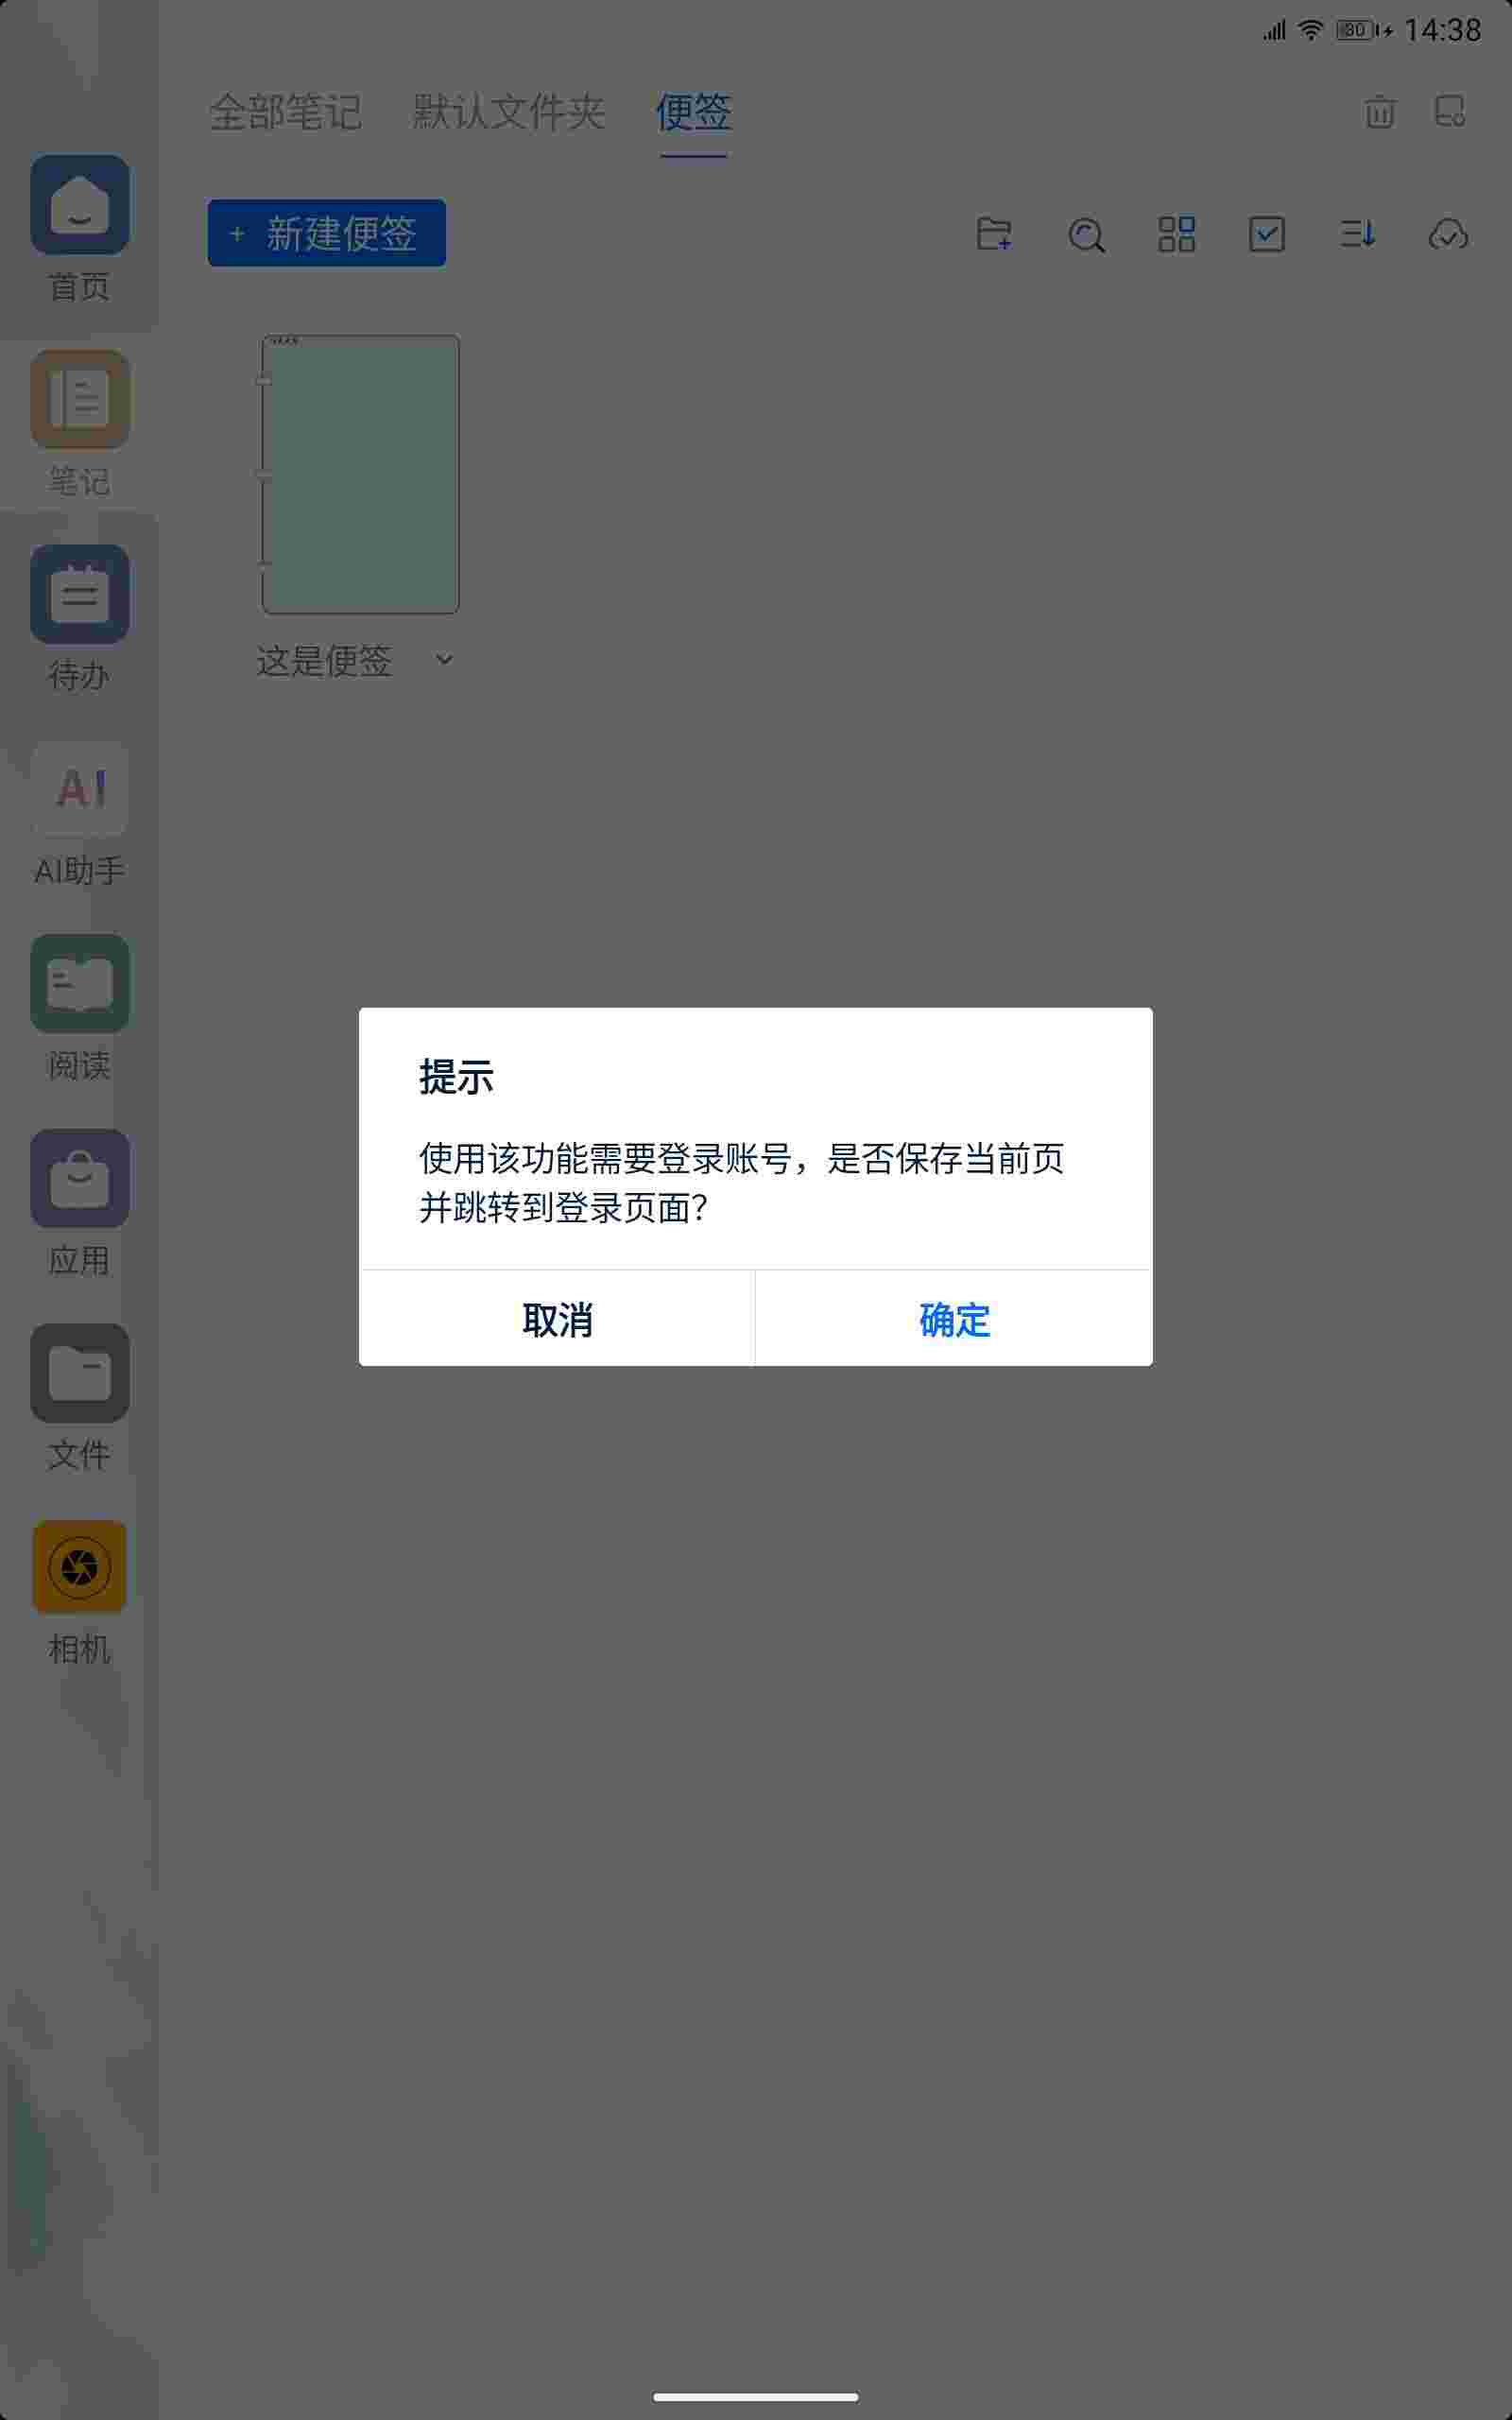 14:38
80
全部笔记 默认文件夹 便签
+ 新建便签
首页
笔记
待办
AI
AI助手
阅读
应用
文件
相机
这是便签
提示
使用该功能需要登录账号，是否保存当前页
并跳转到登录页面？
取消 确定